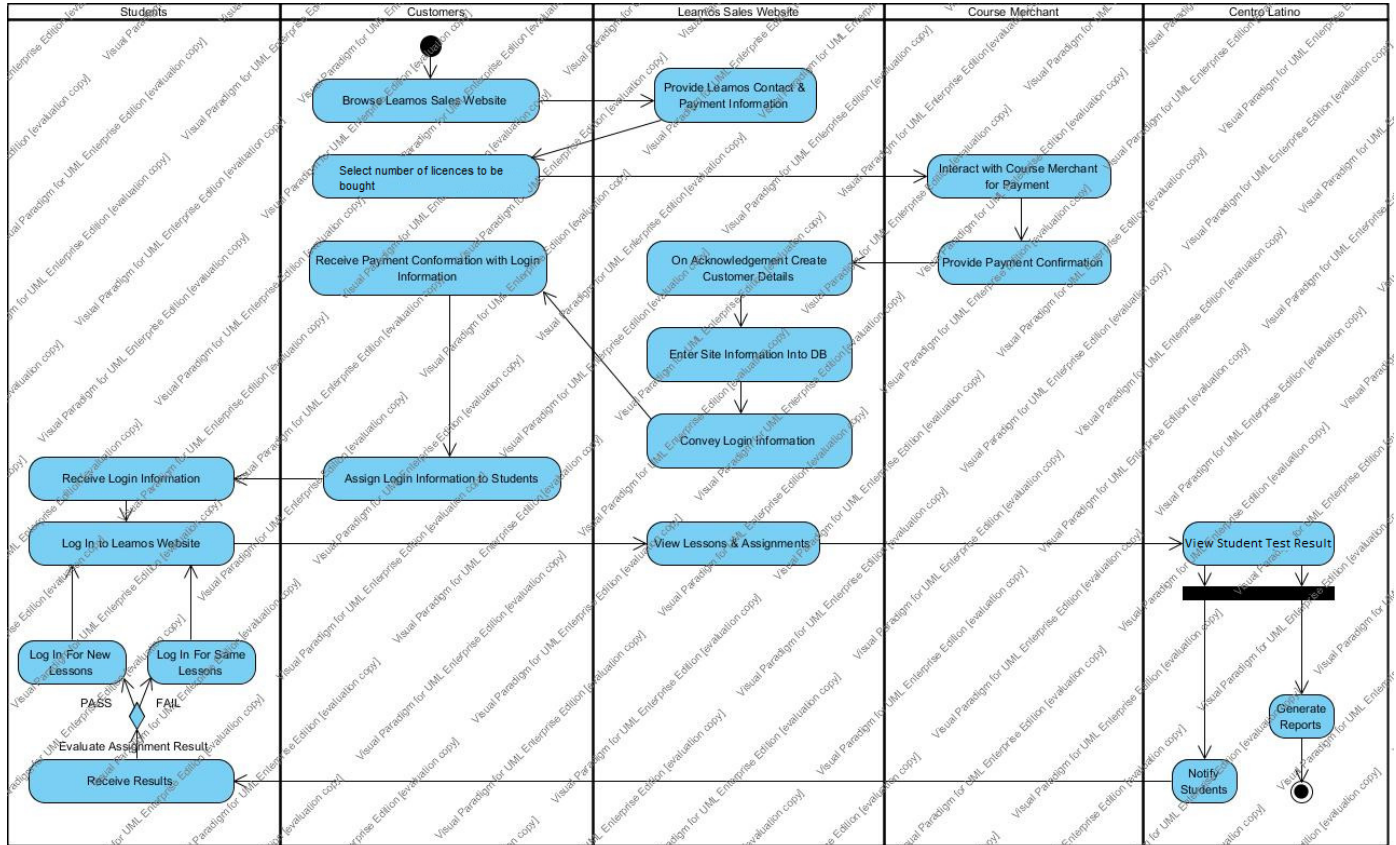 Students
Customers
Leamos Sales Website
Course Merchant
Centro Latino
Browse Leamos Sales Website
Provide Leamos Contact &
Payment Information
Select number of licences to be
bought
Interact with Course Merchant
for Payment
Receive Payment Conformation with Login
Information
On Acknowledgement Create
Customer Details
Provide Payment Confirmation
Enter Site Information Into DB
Convey Login Information
Receive Login Information
Assign Login Information to Students
Log In to Leamos Website
View Lessons & Assignments
View Student Test Result
Log In For New
Lessons
Log In For Same
Lessons
PASS
FAIL
Generate
Reports
Evaluate Assignment Result
Receive Results
Notify
Students
Visual Paradigm for UML Enterprise Edition [evaluation copy]